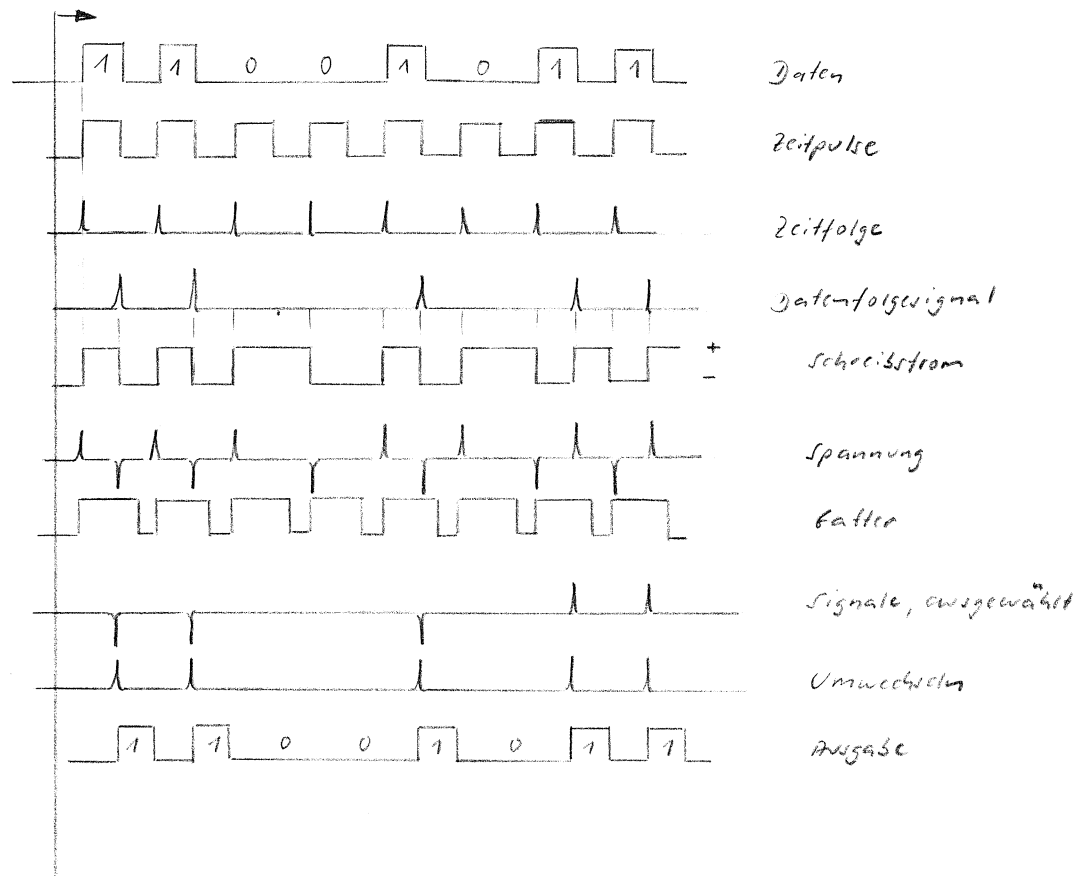 1 1 0 0 1 0 1 1 Daten
Zeitpulse
Zeitfolge
Datenfolgesignal
+
Schreibstrom
–
Spannung
Gatter
Signale, ausgewählt
Umwechseln
1 1 0 0 1 0 1 1 Ausgabe